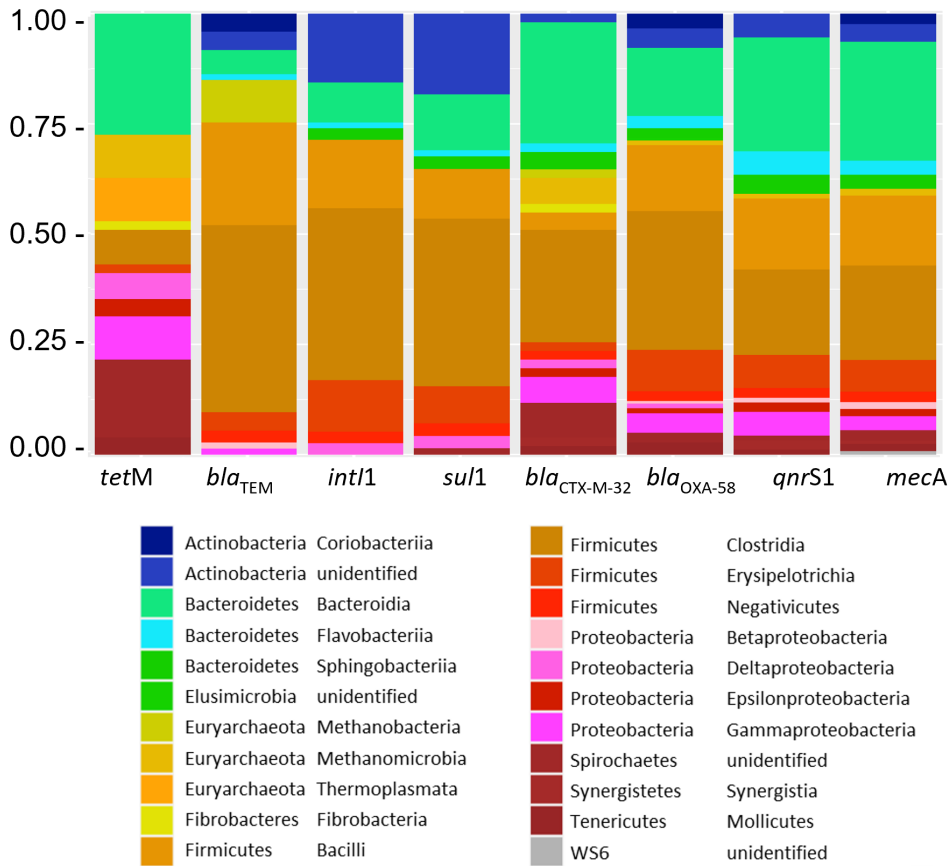 1.00 -
0.75 -
0.50 -
0.25 -
0.00 -
tetM blaTEM intI1 sul1 blaCTX-M-32 blaOXA-58 qnrS1 mecA
Actinobacteria Coriobacteriia
Actinobacteria unidentified
Bacteroidetes Bacteroidia
Bacteroidetes Flavobacteriia
Bacteroidetes Sphingobacteriia
Elusimicrobia unidentified
Euryarchaeota Methanobacteria
Euryarchaeota Methanomicrobia
Euryarchaeota Thermoplasmata
Fibrobacteres Fibrobacteria
Firmicutes Bacilli
Firmicutes Clostridia
Firmicutes Erysipelotrichia
Firmicutes Negativicutes
Proteobacteria Betaproteobacteria
Proteobacteria Deltaproteobacteria
Proteobacteria Epsilonproteobacteria
Proteobacteria Gammaproteobacteria
Spirochaetes unidentified
Synergistetes Synergistia
Tenericutes Mollicutes
WS6 unidentified